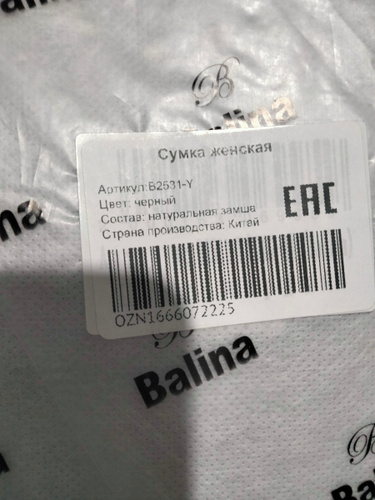 B
Balina
Сумка женская
Артикул:B2631-Y
Цвет: черный
Состав: натуральная замша
Страна производства: Китай
EAC
OZN1666072225
Balina
B